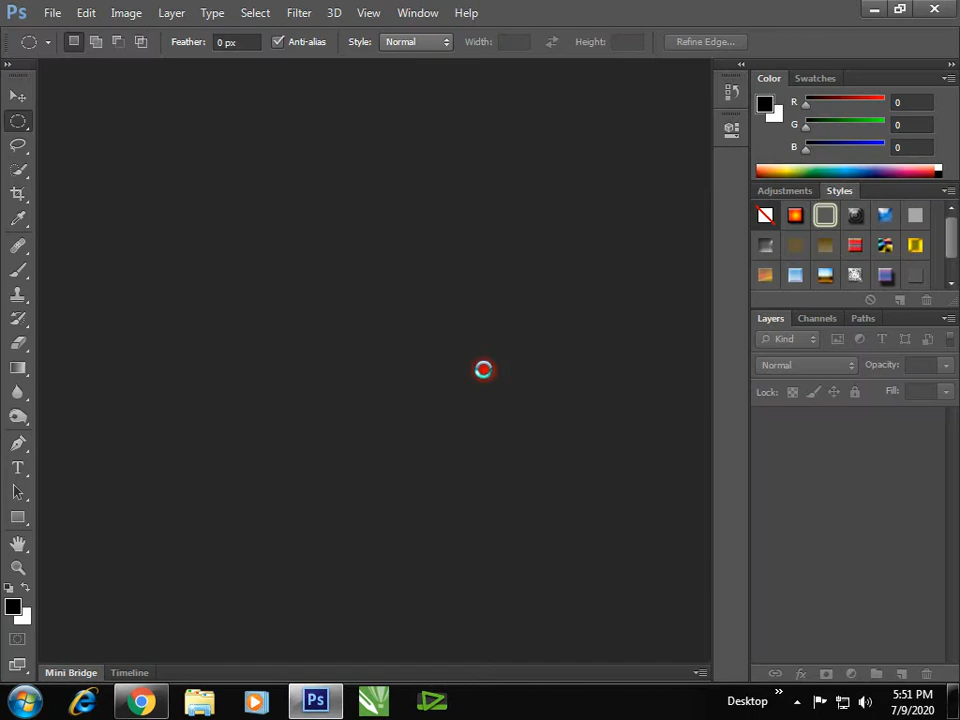 Ps File Edit Image Layer Type Select Filter 3D View Window Help
Feather: 0 px Anti-alias Style: Normal Width: Height: Refine Edge...
Color Swatches
R 0
G 0
B 0
Adjustments Styles
Layers Channels Paths
Kind
Normal Opacity:
Lock: Fill:
Mini Bridge Timeline
Ps Desktop 5:51 PM
7/9/2020